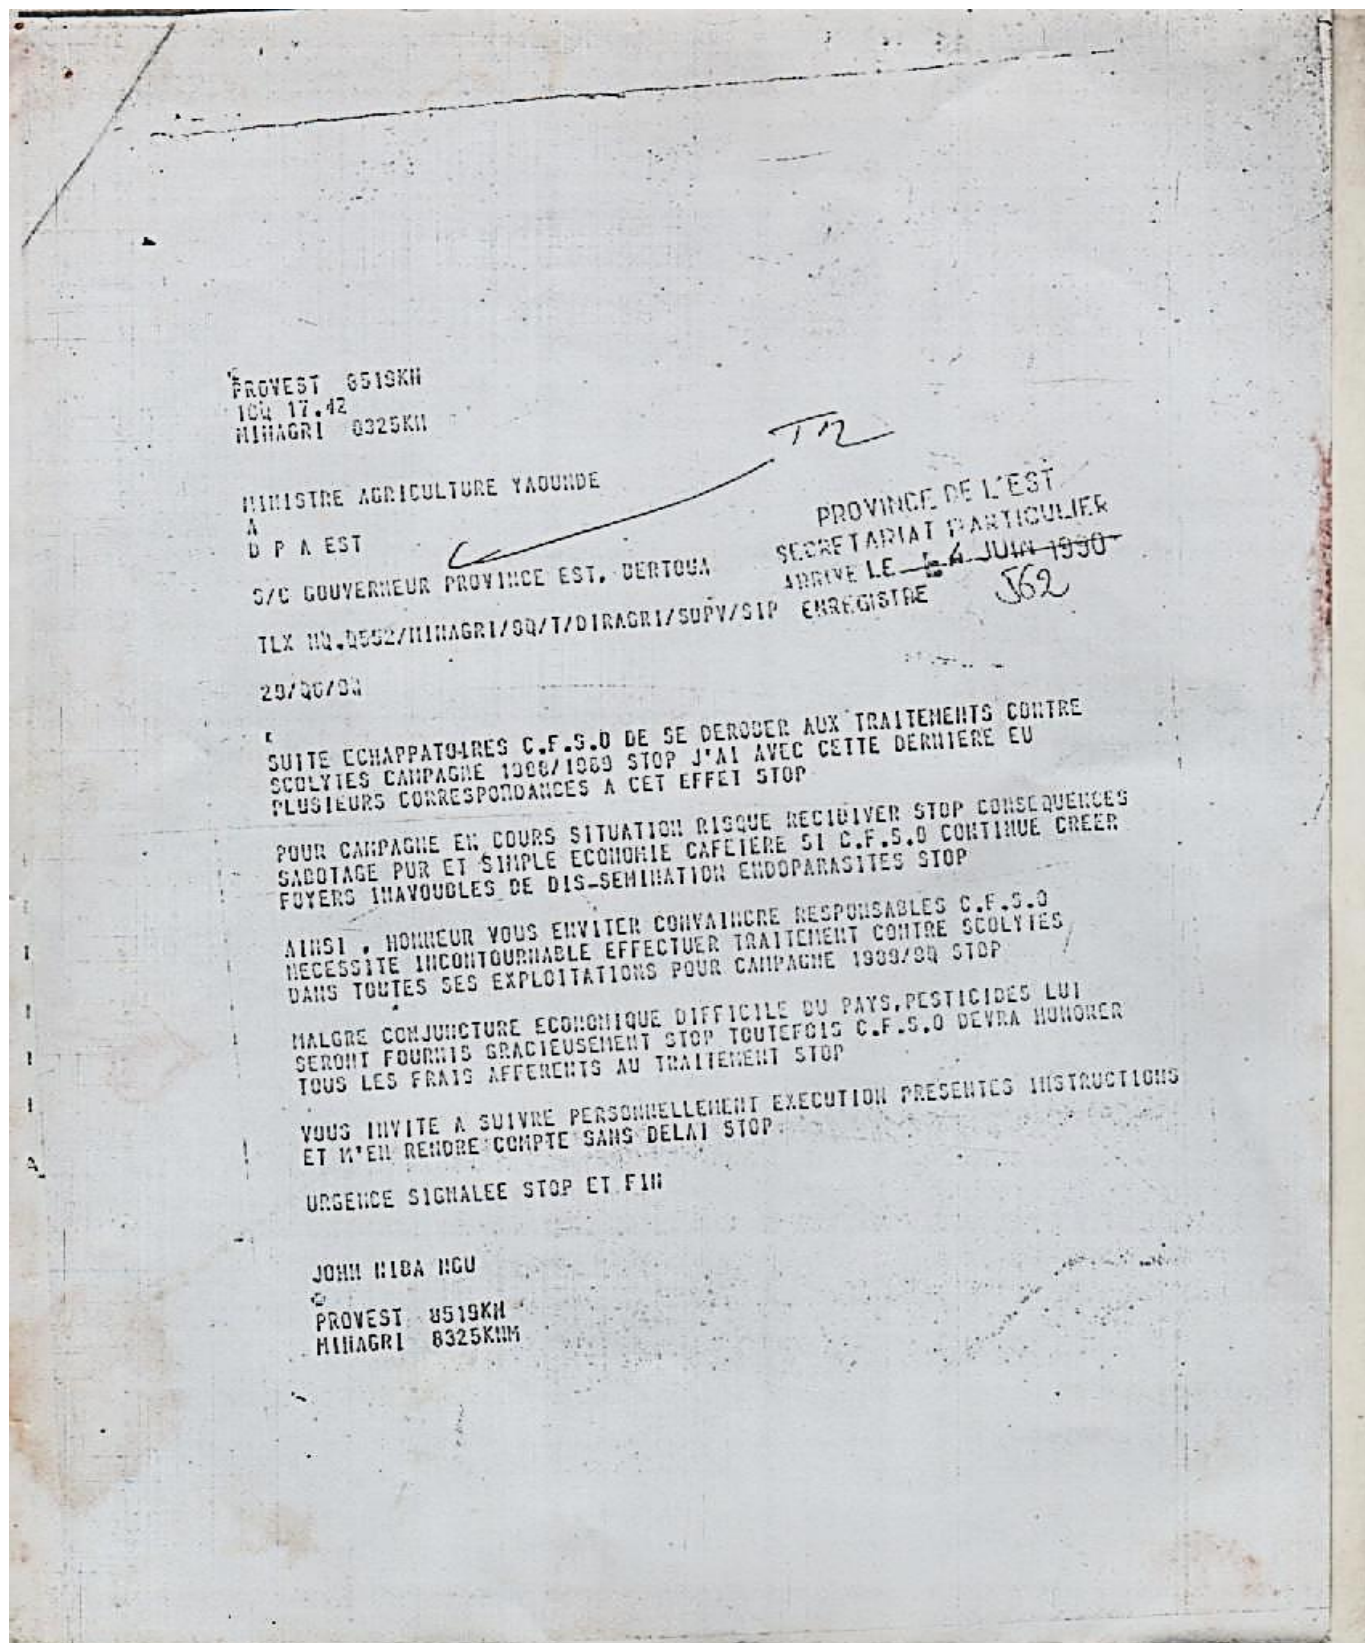 PROVEST 8519KN
100 17.42
MINAGRI 8325KN
TM
MINISTRE AGRICULTURE YAOUNDE
A
D P A EST
S/C GOUVERNEUR PROVINCE EST, BERTOUA
PROVINCE DE L'EST
SECRETARIAT PARTICULIER
ARRIVE LE 4 JUIN 1990
ENREGISTRE 562
TLX NO.0552/MINAGRI/90/T/DIRAGRI/SDPV/SIP
SUITE ECHAPPATOIRES C.F.S.O DE SE DEROBER AUX TRAITEMENTS CONTRE
SCOLYTES CAMPAGNE 1988/1989 STOP J'AI AVEC CETTE DERNIERE EU
PLUSIEURS CORRESPONDANCES A CET EFFET STOP
POUR CAMPAGNE EN COURS SITUATION RISQUE RECIDIVER STOP CONSEQUENCES
SABOTAGE PUR ET SIMPLE ECONOMIE CAFETERE SI C.F.S.O CONTINUE CREER
FOYERS INAVOUBLES DE DIS-SEMINATION ENDOPARASITES STOP
AINSI , HONNEUR VOUS ENVITER CONVAINCRE RESPONSABLES C.F.S.O
NECESSITE INCONTOURNABLE EFFECTUER TRAITEMENT CONTRE SCOLYTES
DANS TOUTES SES EXPLOITATIONS POUR CAMPAGNE 1989/90 STOP
MALGRE CONJUNCTURE ECONOMIQUE DIFFICILE DU PAYS,PESTICIDES LUI
SERONT FOURNIS GRACIEUSEMENT STOP TOUTEFOIS C.F.S.O DEVRA HONORER
TOUS LES FRAIS AFFERENTS AU TRAITEMENT STOP
VOUS INVITE A SUIVRE PERSONNELLEMENT EXECUTION PRESENTES INSTRUCTIONS
ET M'EN RENDRE COMPTE SANS DELAI STOP
URGENCE SIGNALEE STOP ET FIN
JOHN NIBA NGU
PROVEST 8519KN
MINAGRI 8325KNM